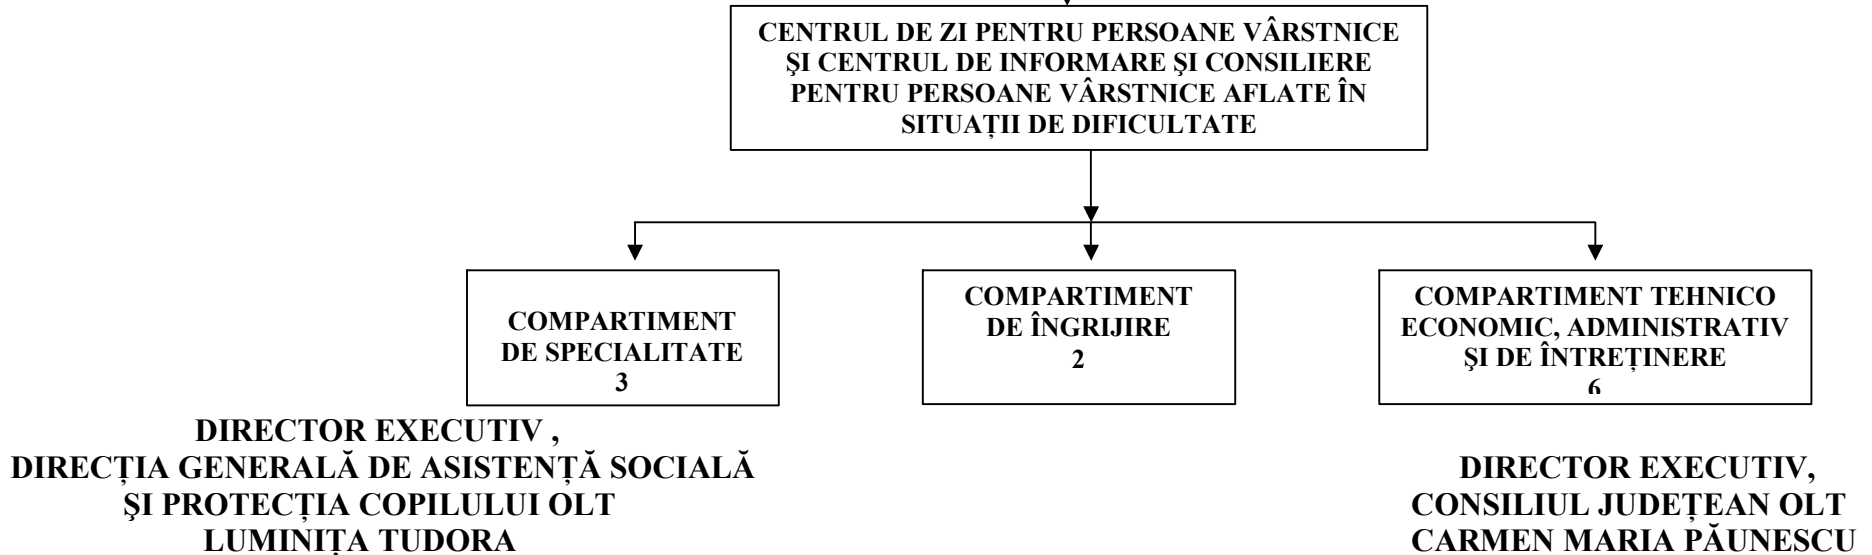 CENTRUL DE ZI PENTRU PERSOANE VÂRSTNICE
ŞI CENTRUL DE INFORMARE ŞI CONSILIERE
PENTRU PERSOANE VÂRSTNICE AFLATE ÎN
SITUAȚII DE DIFICULTATE
COMPARTIMENT
DE SPECIALITATE
3
COMPARTIMENT
DE ÎNGRIJIRE
2
COMPARTIMENT TEHNICO
ECONOMIC, ADMINISTRATIV
ŞI DE ÎNTREȚINERE
6
DIRECTOR EXECUTIV ,
DIRECȚIA GENERALĂ DE ASISTENȚĂ SOCIALĂ
ŞI PROTECȚIA COPILULUI OLT
LUMINIȚA TUDORA
DIRECTOR EXECUTIV,
CONSILIUL JUDEȚEAN OLT
CARMEN MARIA PĂUNESCU